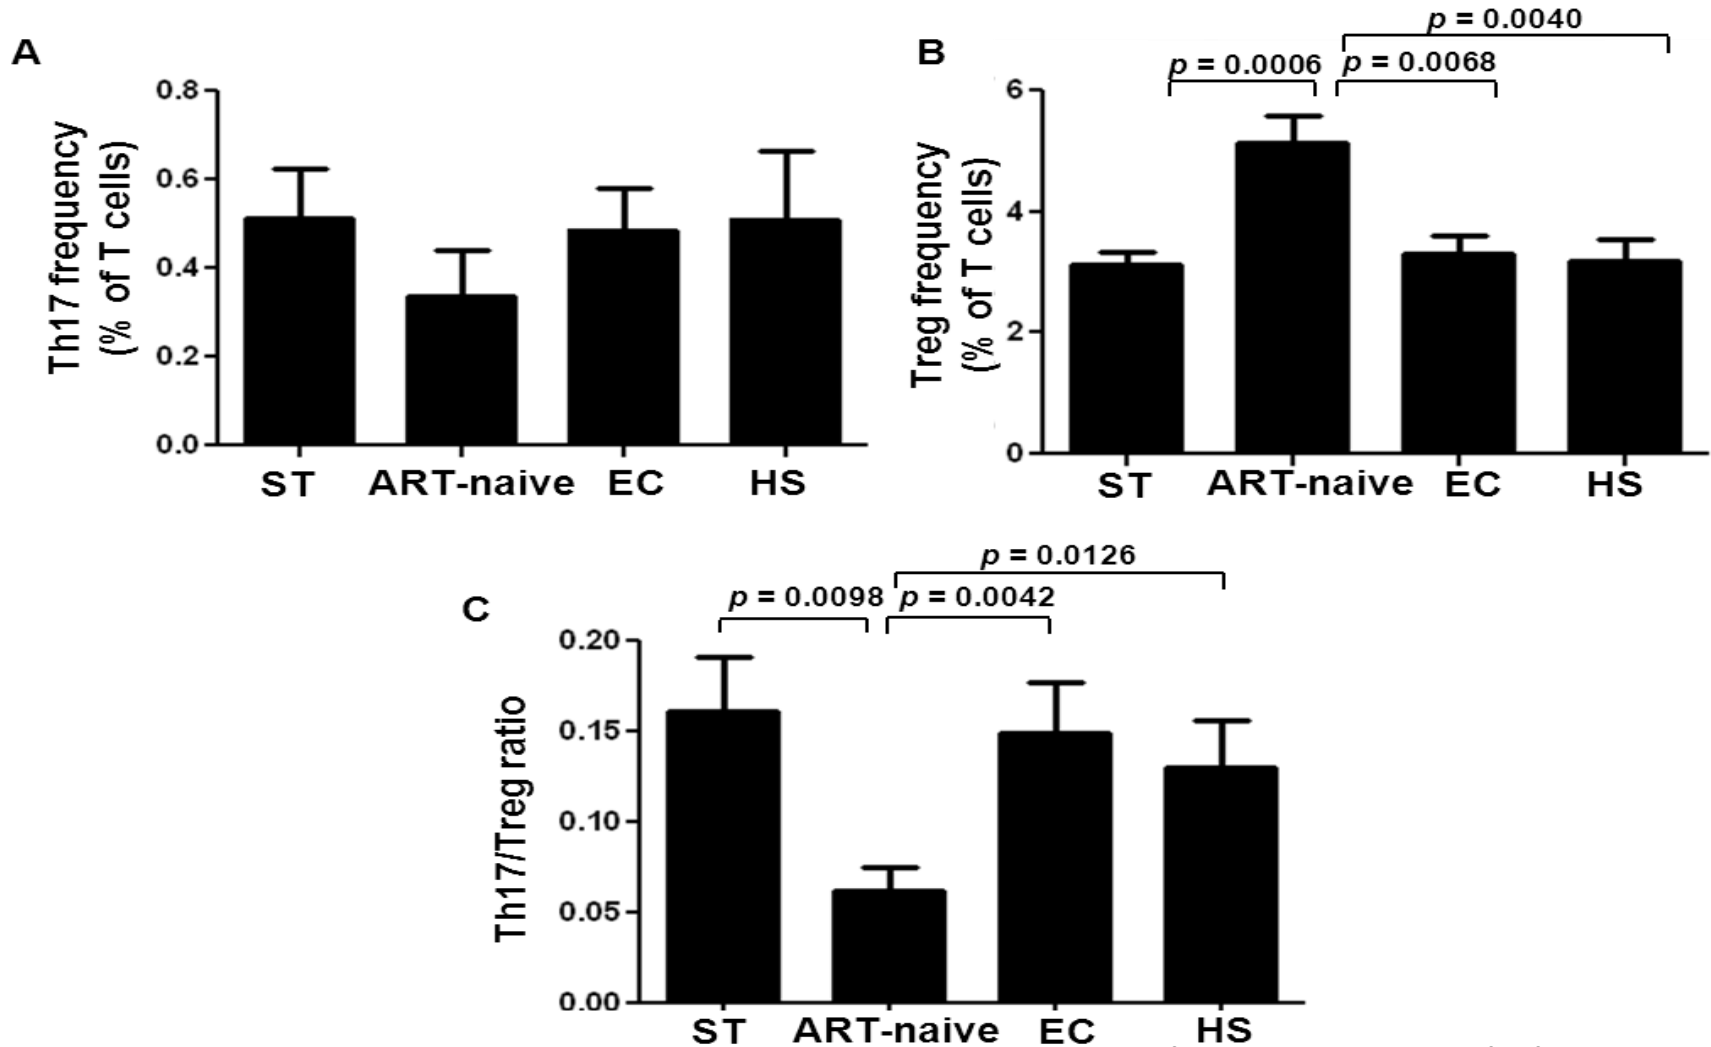 A
Th17 frequency
(% of T cells)
0.8
0.6
0.4
0.2
0.0
ST ART-naive EC HS
B
p = 0.0040
p = 0.0006 p = 0.0068
Treg frequency
(% of T cells)
6
4
2
0
ST ART-naive EC HS
C
p = 0.0126
p = 0.0098 p = 0.0042
Th17/Treg ratio
0.20
0.15
0.10
0.05
0.00
ST ART-naive EC HS